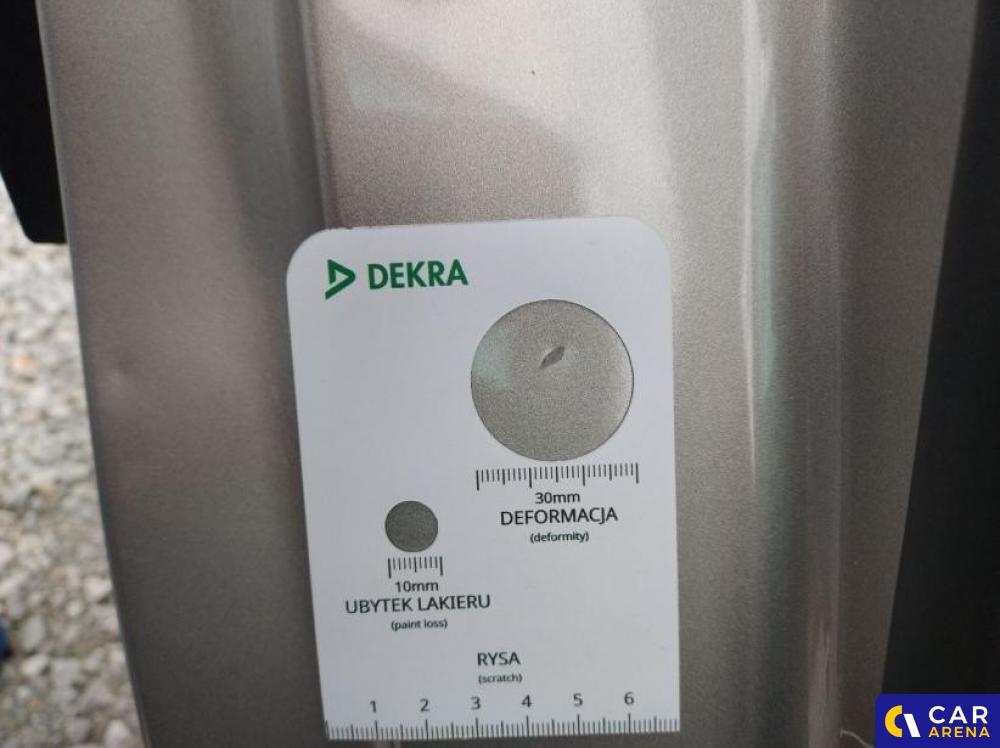 DEKRA
30mm
DEFORMACJA
(deformity)
10mm
UBYTEK LAKIERU
(paint loss)
RYSA
(scratch)
1 2 3 4 5 6
CAR
ARENA